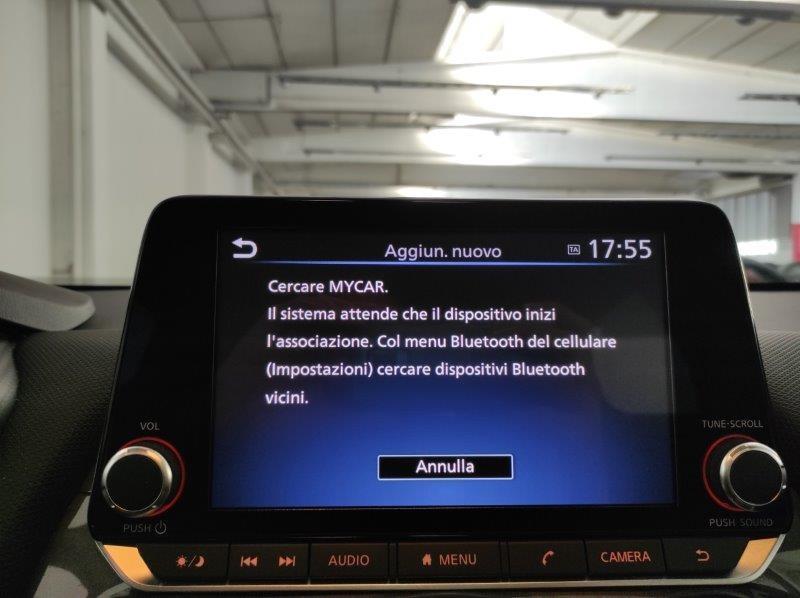 Aggiun. nuovo TA 17:55
Cercare MYCAR.
Il sistema attende che il dispositivo inizi
l'associazione. Col menu Bluetooth del cellulare
(Impostazioni) cercare dispositivi Bluetooth
vicini.
Annulla
VOL
TUNE·SCROLL
PUSH
PUSH SOUND
AUDIO MENU CAMERA